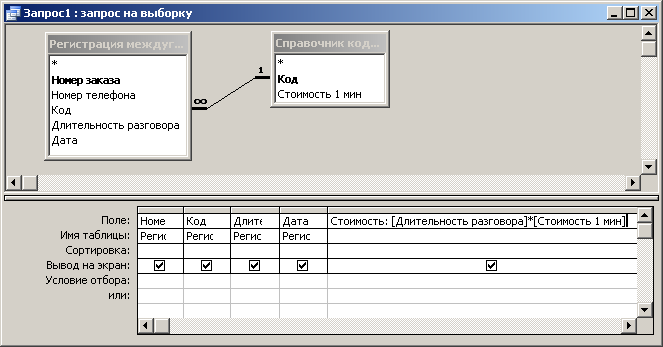 Запрос1 : запрос на выборку
Регистрация междуг...
*
Номер заказа
Номер телефона
Код
Длительность разговора
Дата
∞
1
Справочник код...
*
Код
Стоимость 1 мин
Поле: Номе Код Длите Дата Стоимость: [Длительность разговора]*[Стоимость 1 мин]
Имя таблицы: Регис Регис Регис Регис
Сортировка:
Вывод на экран:
Условие отбора:
или: